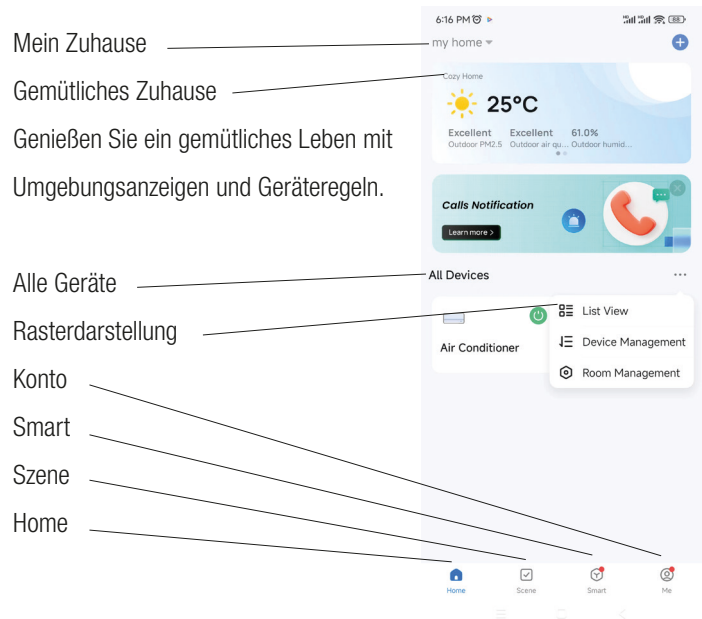 Mein Zuhause
Gemütliches Zuhause
Genießen Sie ein gemütliches Leben mit
Umgebungsanzeigen und Geräteregeln.
Alle Geräte
Rasterdarstellung
Konto
Smart
Szene
Home
6:16 PM
88
my home
Cozy Home
25°C
Excellent Excellent 61.0%
Outdoor PM2.5 Outdoor air qu... Outdoor humid...
Calls Notification
Learn more >
All Devices
List View
Air Conditioner
Device Management
Room Management
Home Scene Smart Me